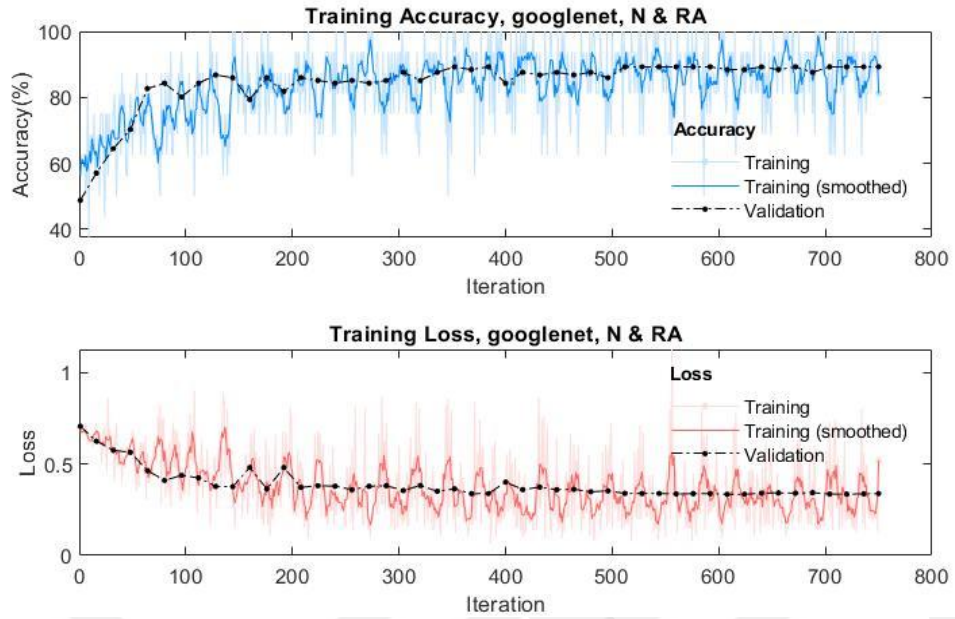 Training Accuracy, googlenet, N & RA
100
80
60
40
Accuracy(%)
Accuracy
Training
Training (smoothed)
Validation
0 100 200 300 400 500 600 700 800
Iteration
Training Loss, googlenet, N & RA
1
0.5
0
Loss
Loss
Training
Training (smoothed)
Validation
0 100 200 300 400 500 600 700 800
Iteration